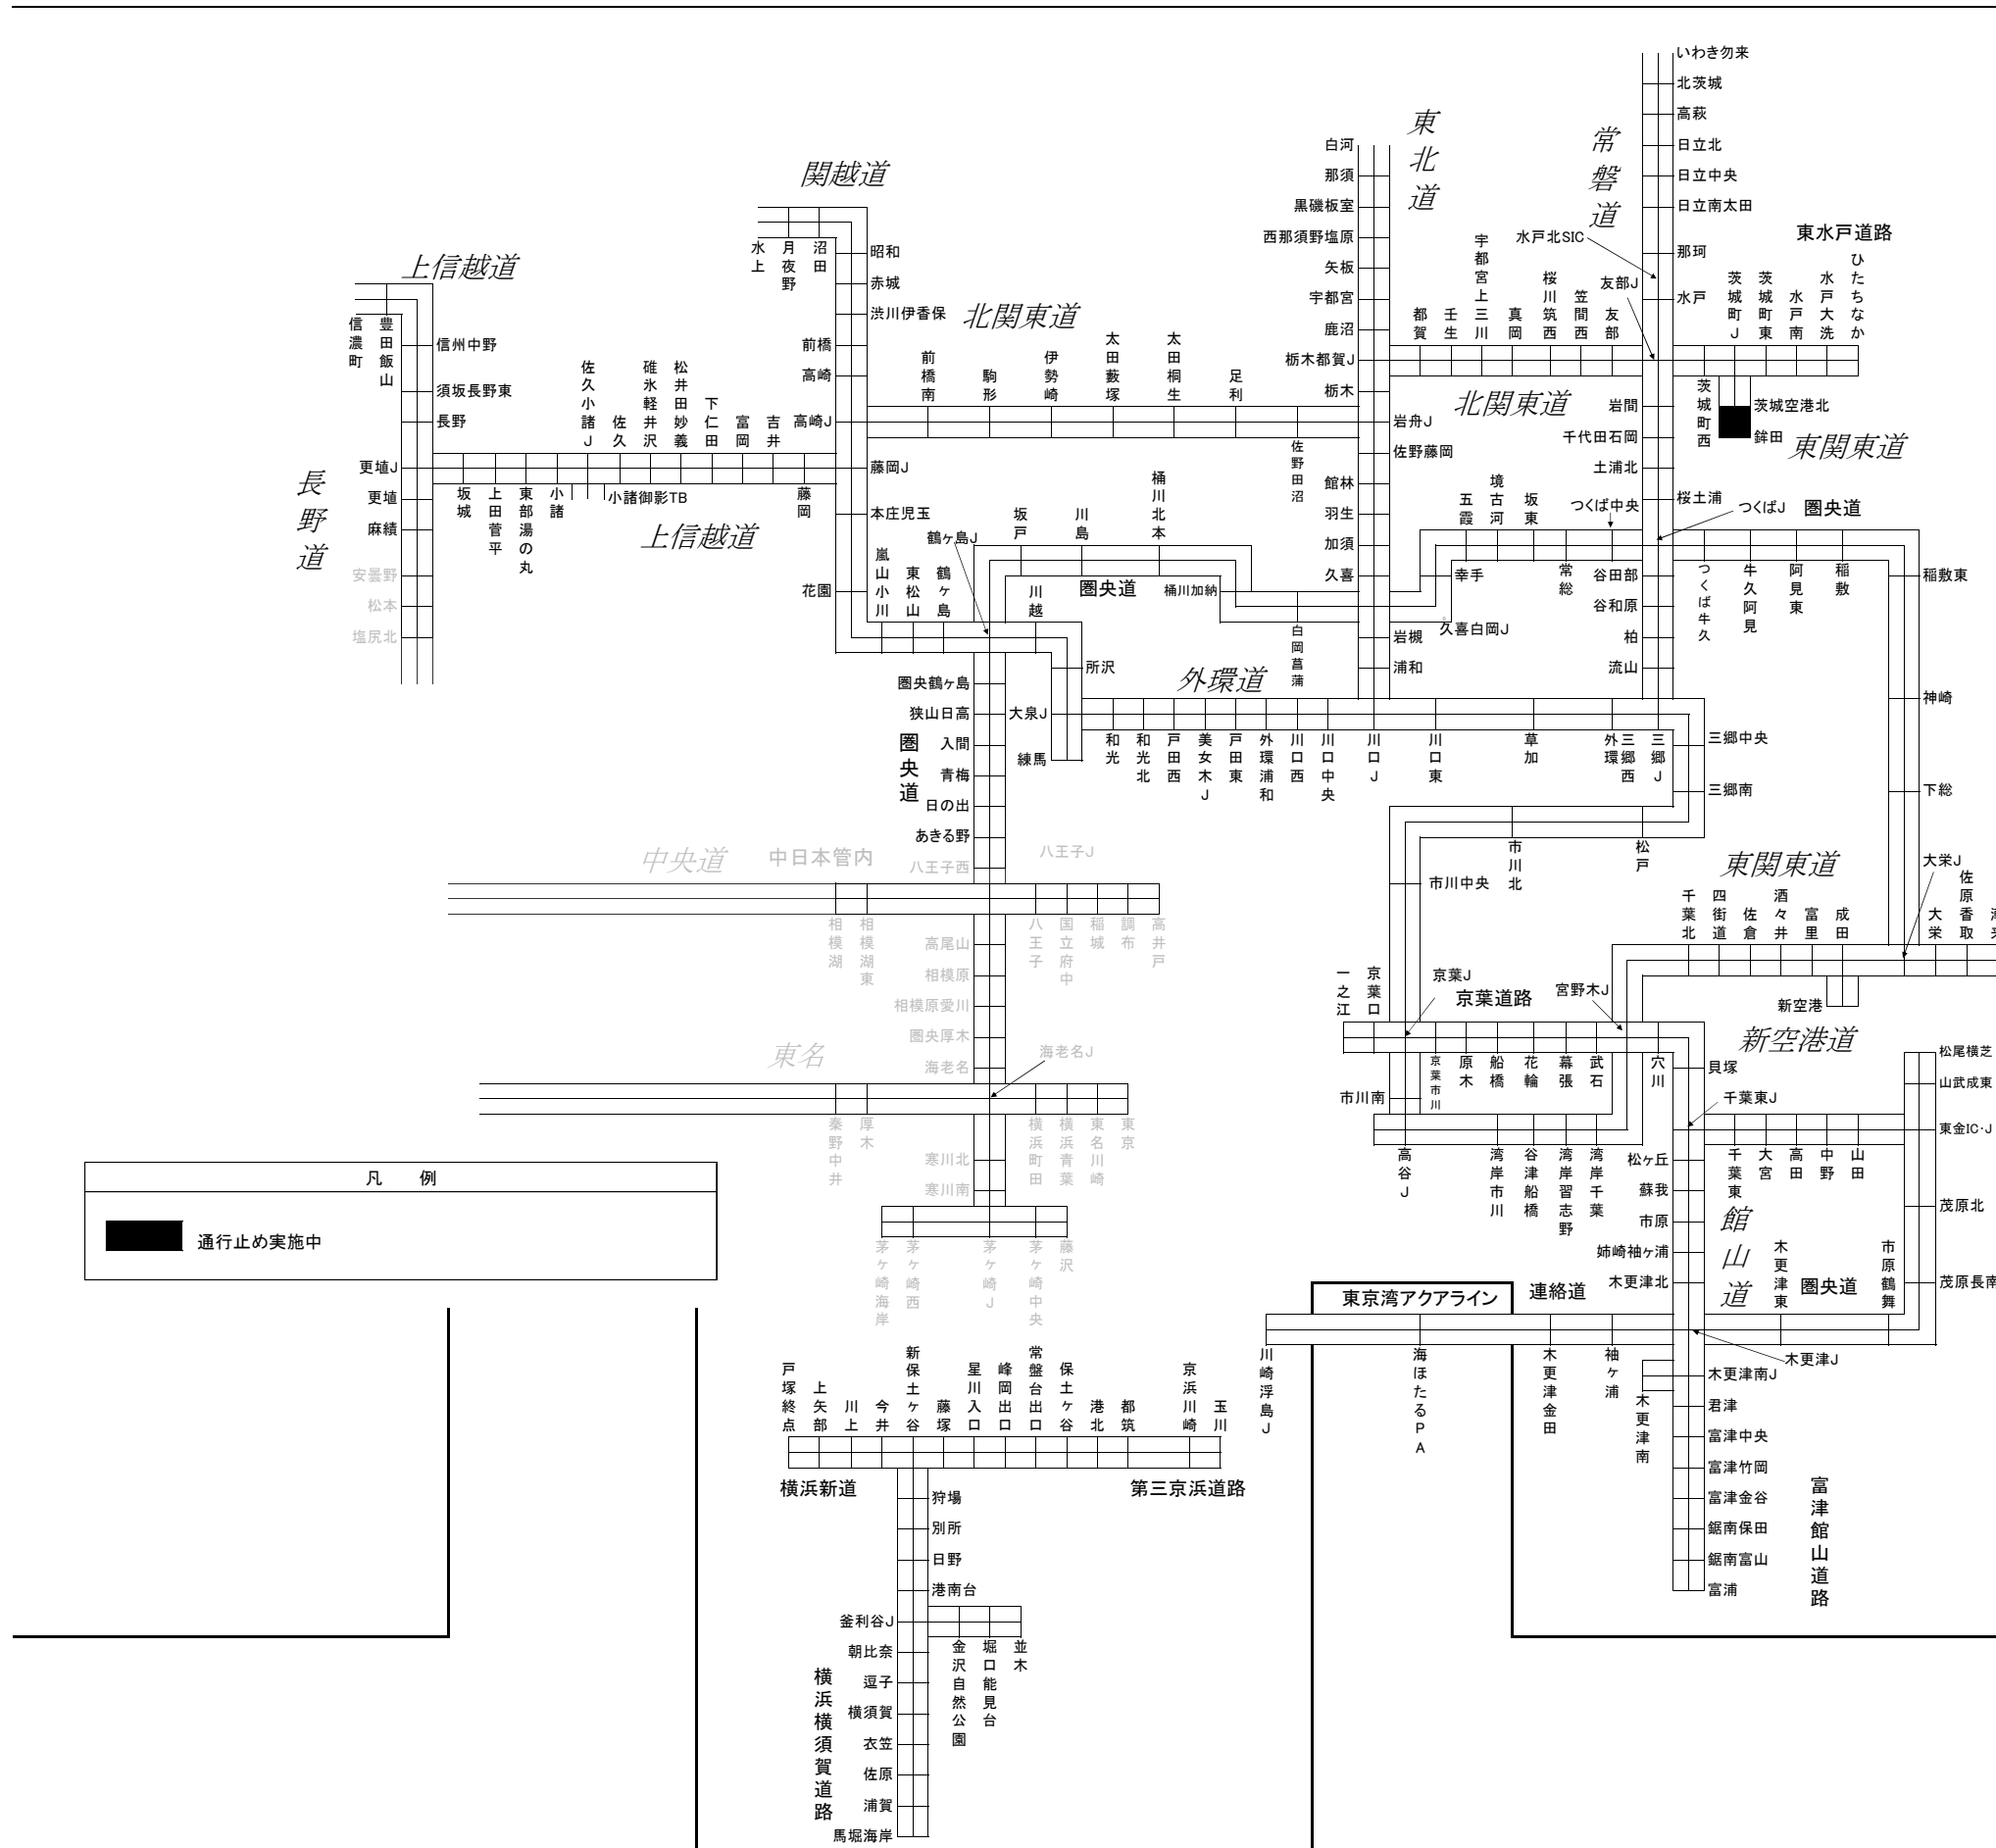 いわき勿来
北茨城
高萩
日立北
日立中央
日立南太田
那珂
水戸
水戸北SIC
友部J
常磐道
東水戸道路
茨城町J
茨城町東
水戸南
水戸大洗
ひたちなか
茨城町西
茨城空港北
鉾田
東関東道
東北道
白河
那須
黒磯板室
西那須野塩原
矢板
宇都宮
鹿沼
栃木都賀J
栃木
岩舟J
佐野藤岡
館林
羽生
加須
久喜
久喜白岡J
岩槻
浦和
都賀
壬生
宇都宮上三川
真岡
桜川筑西
笠間西
友部
北関東道
岩間
千代田石岡
土浦北
桜土浦
つくばJ
圏央道
つくば中央
谷田部
谷和原
柏
流山
関越道
水上
月夜野
沼田
昭和
赤城
渋川伊香保
前橋
高崎
高崎J
藤岡J
本庄児玉
花園
嵐山小川
東松山
鶴ヶ島
鶴ヶ島J
川越
所沢
大泉J
練馬
北関東道
前橋南
駒形
伊勢崎
太田藪塚
太田桐生
足利
佐野田沼
上信越道
信濃町
豊田飯山
信州中野
須坂長野東
長野
更埴J
更埴
麻績
安曇野
松本
塩尻北
長野道
坂城
上田菅平
東部湯の丸
小諸
佐久小諸J
小諸御影TB
佐久
碓氷軽井沢
松井田妙義
下仁田
富岡
吉井
藤岡
上信越道
坂戸
川島
桶川北本
圏央道
桶川加納
白岡菖蒲
幸手
五霞
境古河
坂東
常総
つくば牛久
牛久阿見
阿見東
稲敷
稲敷東
神崎
下総
大栄J
外環道
和光
和光北
戸田西
美女木J
戸田東
外環浦和
川口西
川口中央
川口J
川口東
草加
外環三郷西
三郷J
三郷中央
三郷南
松戸
市川北
市川中央
京葉J
市川南
高谷J
圏央鶴ヶ島
狭山日高
入間
青梅
日の出
あきる野
八王子西
圏央道
中央道
中日本管内
八王子J
相模湖
相模湖東
八王子
国立府中
稲城
調布
高井戸
高尾山
相模原
相模原愛川
圏央厚木
海老名
海老名J
東名
秦野中井
厚木
横浜町田
横浜青葉
東名川崎
東京
寒川北
寒川南
茅ヶ崎海岸
茅ヶ崎西
茅ヶ崎J
茅ヶ崎中央
藤沢
東関東道
千葉北
四街道
佐倉
酒々井
富里
成田
大栄
佐原香取
新空港
新空港道
一之江
京葉口
京葉道路
宮野木J
京葉市川
原木
船橋
花輪
幕張
武石
穴川
貝塚
千葉東J
湾岸市川
谷津船橋
湾岸習志野
湾岸千葉
松尾横芝
山武成東
東金IC・J
茂原北
茂原長南
千葉東
大宮
高田
中野
山田
松ヶ丘
蘇我
市原
姉崎袖ヶ浦
木更津北
館山道
木更津東
圏央道
市原鶴舞
木更津J
東京湾アクアライン
連絡道
川崎浮島J
海ほたるPA
木更津金田
袖ヶ浦
木更津南J
木更津南
君津
富津中央
富津竹岡
富津金谷
鋸南保田
鋸南富山
富浦
富津館山道路
凡 例
通行止め実施中
戸塚終点
上矢部
川上
今井
新保土ヶ谷
藤塚
星川入口
峰岡出口
常盤台出口
保土ヶ谷
港北
都筑
京浜川崎
玉川
横浜新道
第三京浜道路
狩場
別所
日野
港南台
釜利谷J
朝比奈
逗子
横須賀
衣笠
佐原
浦賀
馬堀海岸
横浜横須賀道路
金沢自然公園
堀口能見台
並木